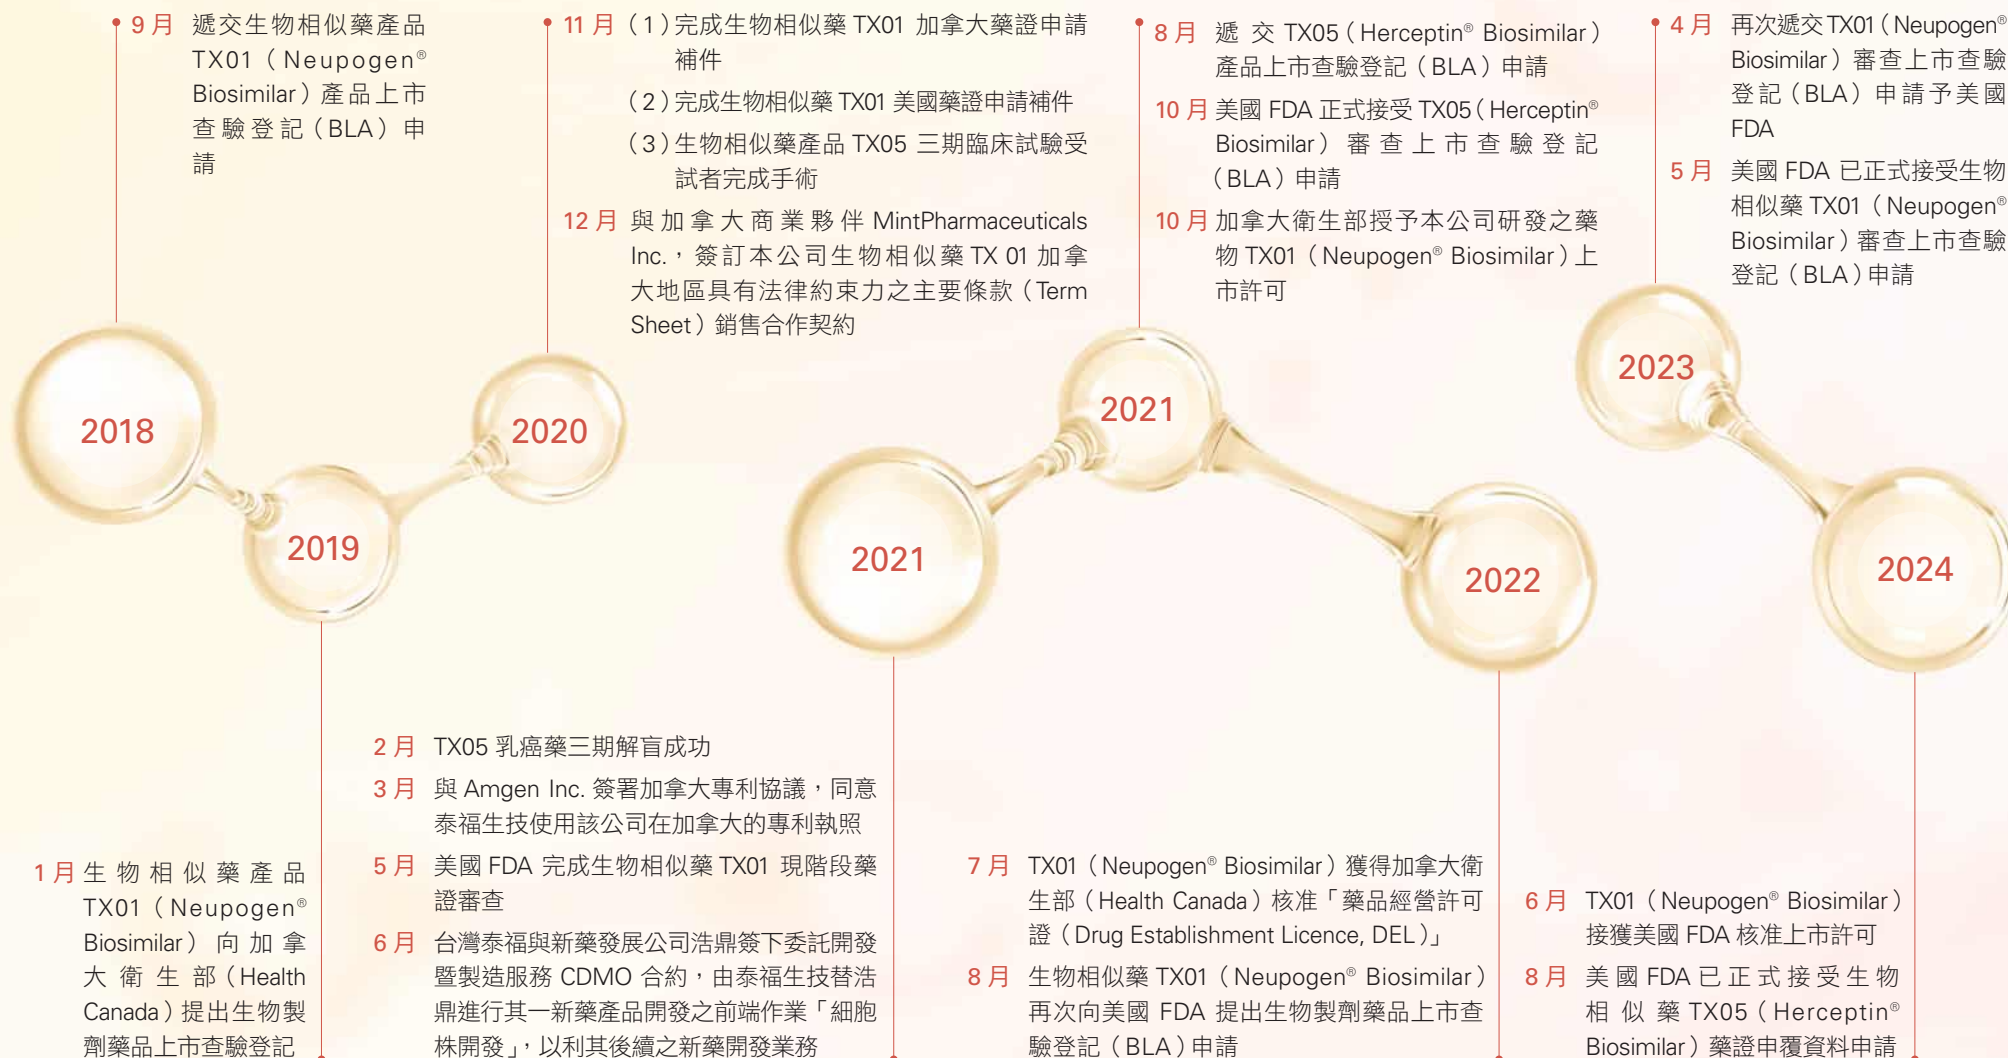 9 月 遞交生物相似藥產品
TX01（Neupogen®
Biosimilar）產品上市
查驗登記（BLA）申
請
2018
1 月 生物相似藥產品
TX01（Neupogen®
Biosimilar）向加拿
大衛生部（Health
Canada）提出生物製
劑藥品上市查驗登記
2019
11 月 （1）完成生物相似藥 TX01 加拿大藥證申請
補件
（2）完成生物相似藥 TX01 美國藥證申請補件
（3）生物相似藥產品 TX05 三期臨床試驗受
試者完成手術
12 月 與加拿大商業夥伴 MintPharmaceuticals
Inc.，簽訂本公司生物相似藥 TX 01 加拿
大地區具有法律約束力之主要條款（Term
Sheet）銷售合作契約
2020
2 月 TX05 乳癌藥三期解盲成功
3 月 與 Amgen Inc. 簽署加拿大專利協議，同意
泰福生技使用該公司在加拿大的專利執照
5 月 美國 FDA 完成生物相似藥 TX01 現階段藥
證審查
6 月 台灣泰福與新藥發展公司浩鼎簽下委託開發
暨製造服務 CDMO 合約，由泰福生技替浩
鼎進行其一新藥產品開發之前端作業「細胞
株開發」，以利其後續之新藥開發業務
2021
8 月 遞交 TX05（Herceptin® Biosimilar）
產品上市查驗登記（BLA）申請
10 月 美國 FDA 正式接受 TX05（Herceptin®
Biosimilar）審查上市查驗登記
（BLA）申請
10 月 加拿大衛生部授予本公司研發之藥
物 TX01（Neupogen® Biosimilar）上
市許可
2021
7 月 TX01（Neupogen® Biosimilar）獲得加拿大衛
生部（Health Canada）核准「藥品經營許可
證（Drug Establishment Licence, DEL）」
8 月 生物相似藥 TX01（Neupogen® Biosimilar）
再次向美國 FDA 提出生物製劑藥品上市查
驗登記（BLA）申請
2022
4 月 再次遞交 TX01（Neupogen®
Biosimilar）審查上市查驗
登記（BLA）申請予美國
FDA
5 月 美國 FDA 已正式接受生物
相似藥 TX01（Neupogen®
Biosimilar）審查上市查驗
登記（BLA）申請
2023
6 月 TX01（Neupogen® Biosimilar）
接獲美國 FDA 核准上市許可
8 月 美國 FDA 已正式接受生物
相似藥 TX05（Herceptin®
Biosimilar）藥證申覆資料申請
2024